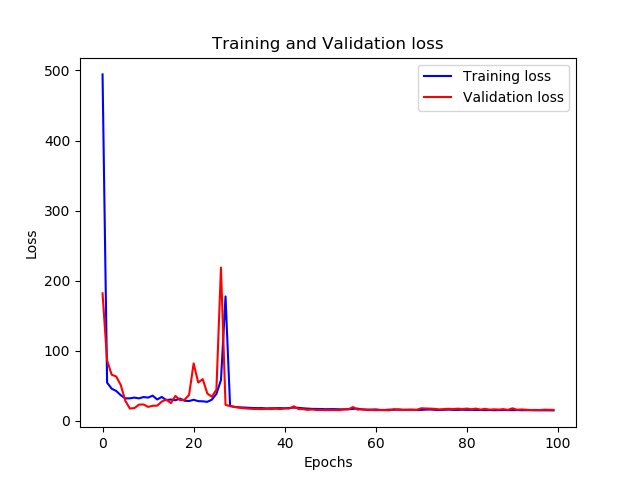 Training and Validation loss
Training loss
Validation loss
500
400
300
200
100
0
Loss
0 20 40 60 80 100
Epochs